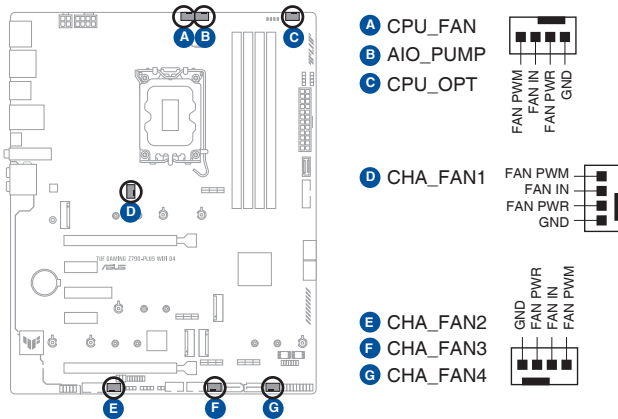 A B C
A CPU_FAN
B AIO_PUMP
C CPU_OPT
FAN PWM
FAN IN
FAN PWR
GND
D
D CHA_FAN1
FAN PWM
FAN IN
FAN PWR
GND
TUF GAMING Z790-PLUS WIFI D4
ASUS
E CHA_FAN2
F CHA_FAN3
G CHA_FAN4
GND
FAN PWR
FAN IN
FAN PWM
E F G